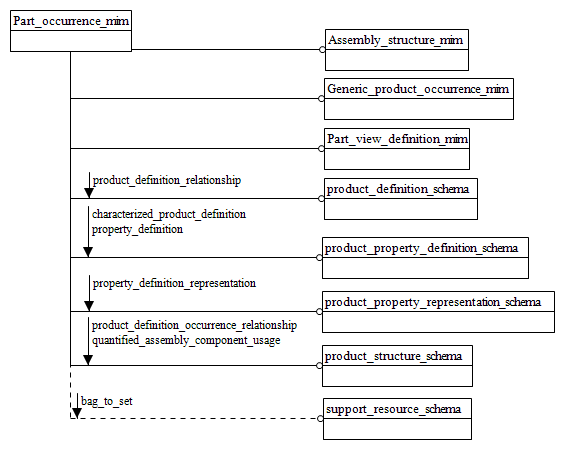 Part_occurrence_mim
Assembly_structure_mim
Generic_product_occurrence_mim
Part_view_definition_mim
product_definition_relationship
product_definition_schema
characterized_product_definition
property_definition
product_property_definition_schema
property_definition_representation
product_property_representation_schema
product_definition_occurrence_relationship
quantified_assembly_component_usage
product_structure_schema
bag_to_set
support_resource_schema